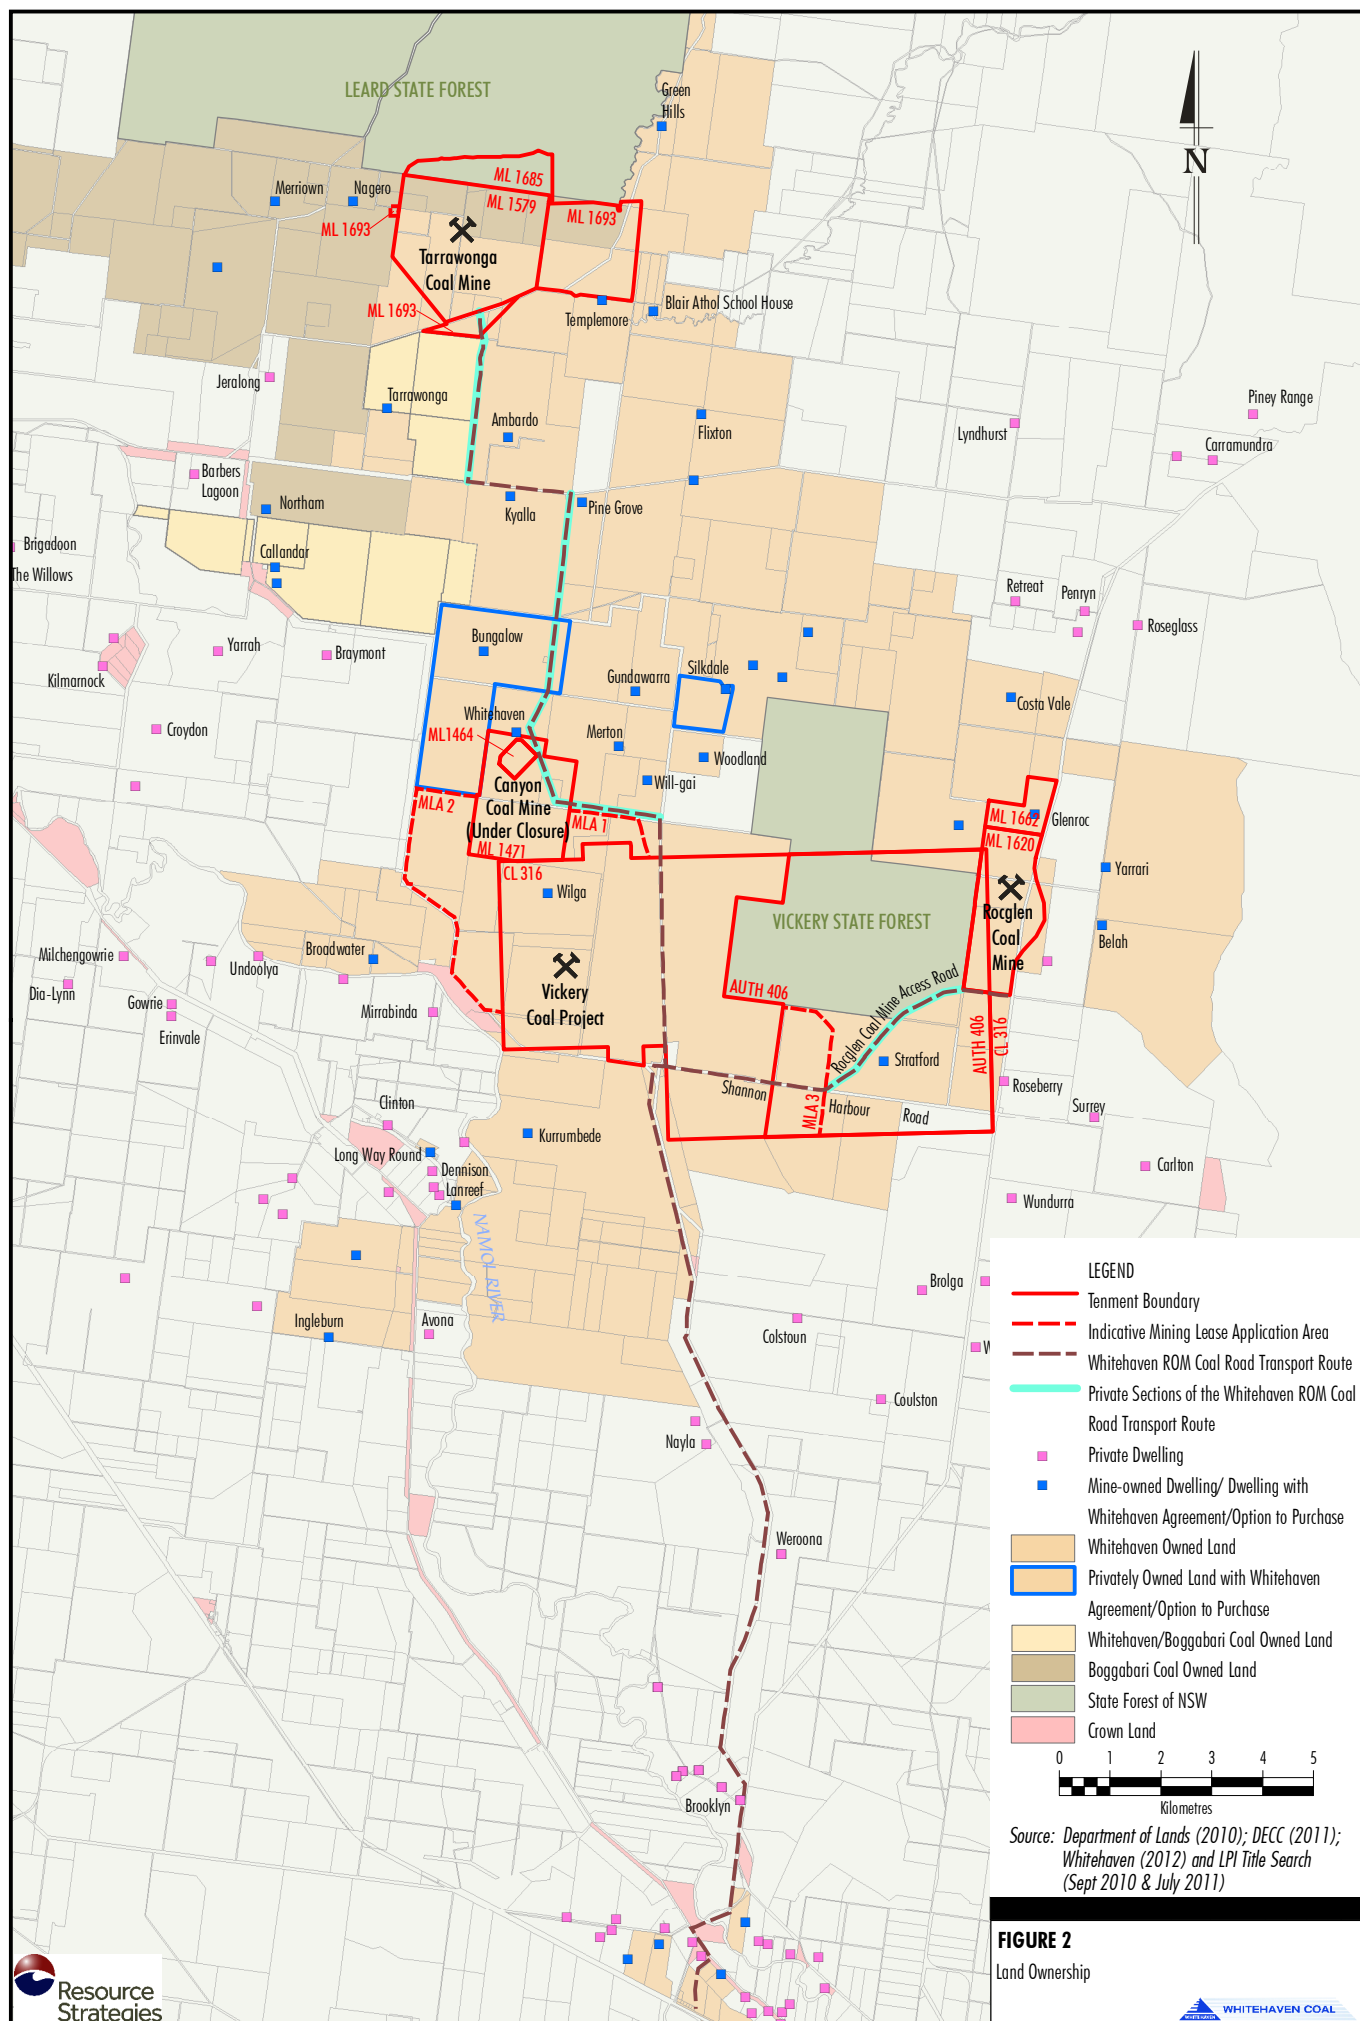 LEARD STATE FOREST
Green
Hills
N
ML 1685
Merriown
Nagero
ML 1579
ML 1693
ML 1693
Tarrawonga
Coal Mine
ML 1693
Templemore
Blair Athol School House
Jeralong
Tarrawonga
Ambardo
Flixton
Lyndhurst
Piney Range
Carramundra
Barbers
Lagoon
Northam
Kyalla
Pine Grove
Brigadoon
The Willows
Callandar
Retreat
Penryn
Roseglass
Yarrah
Braymont
Bungalow
Kilmarnock
Gundawarra
Silkdale
Costa Vale
Croydon
Whitehaven
ML1464
Merton
Woodland
Will-gai
Canyon
Coal Mine
(Under Closure)
MLA 2
MLA 1
ML 1471
CL 316
ML 1662
Glenroc
ML 1620
Wilga
Yarrari
VICKERY STATE FOREST
Rocglen
Coal
Mine
Belah
Milchengowrie
Undoolya
Broadwater
Dia-Lynn
Gowrie
Erinvale
Mirrabinda
Vickery
Coal Project
AUTH 406
Rocglen Coal Mine Access Road
AUTH 406
CL 316
Stratford
Shannon
Harbour
Road
MLA 3
Roseberry
Surrey
Clinton
Kurrumbede
Long Way Round
Dennison
Lanreef
Carlton
Wundurra
NAMOI RIVER
Brolga
Ingleburn
Avona
Colstoun
W
Coulston
Nayla
Weroona
Brooklyn
LEGEND
Tenment Boundary
Indicative Mining Lease Application Area
Whitehaven ROM Coal Road Transport Route
Private Sections of the Whitehaven ROM Coal
Road Transport Route
Private Dwelling
Mine-owned Dwelling/ Dwelling with
Whitehaven Agreement/Option to Purchase
Whitehaven Owned Land
Privately Owned Land with Whitehaven
Agreement/Option to Purchase
Whitehaven/Boggabari Coal Owned Land
Boggabari Coal Owned Land
State Forest of NSW
Crown Land
0 1 2 3 4 5
Kilometres
Source: Department of Lands (2010); DECC (2011);
Whitehaven (2012) and LPI Title Search
(Sept 2010 & July 2011)
FIGURE 2
Land Ownership
Resource
Strategies
WHITEHAVEN
WHITEHAVEN COAL